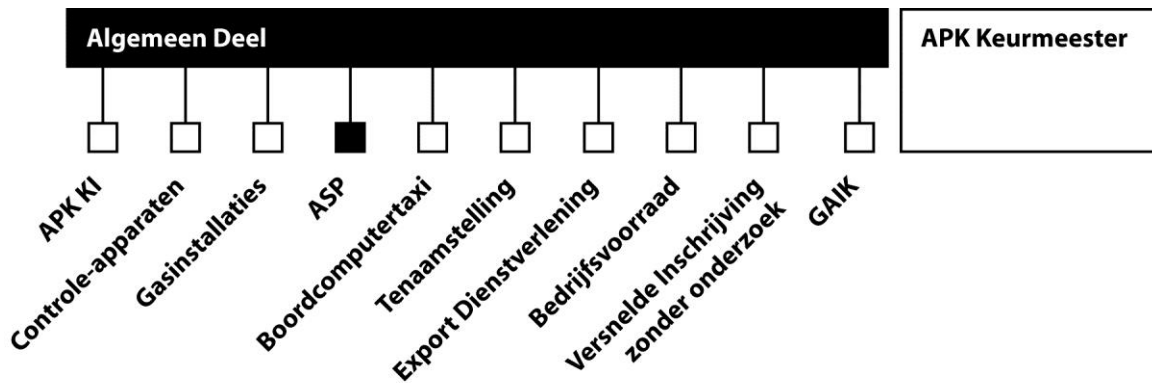 Algemeen Deel
APK Keurmeester
APK KI
Controle-apparaten
Gasinstallaties
ASP
Boordcomputertaxi
Tenaamstelling
Export Dienstverlening
Bedrijfsvoorraad
Versnelde Inschrijving
zonder onderzoek
GAIK